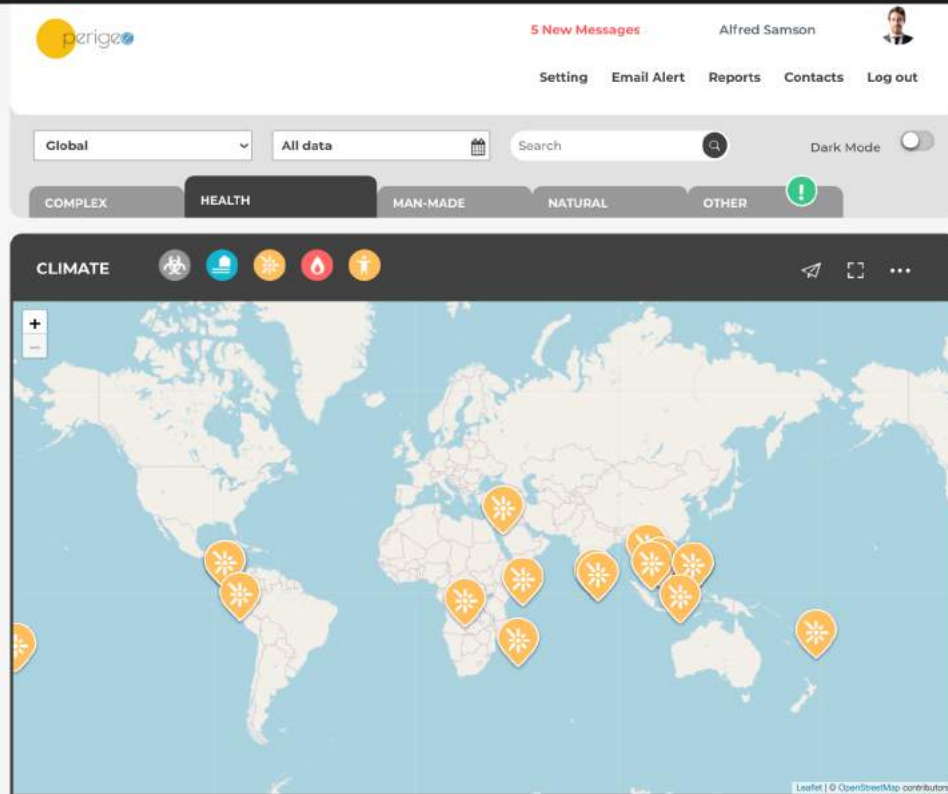 perigeo
5 New Messages
Alfred Samson
Setting Email Alert Reports Contacts Log out
Global
All data
Search
Dark Mode
COMPLEX
HEALTH
MAN-MADE
NATURAL
OTHER
!
CLIMATE
+
−
Leaflet | © OpenStreetMap contributors